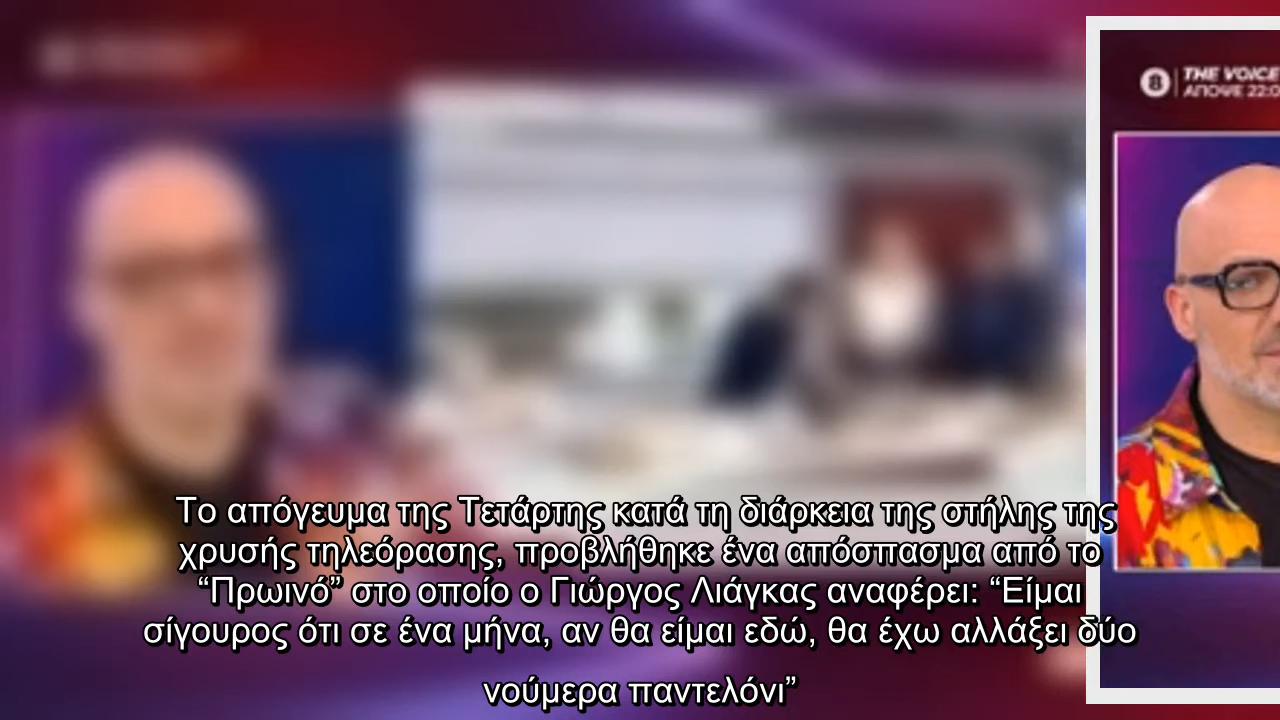 8
THE VOICE
ΑΠΟΨΕ 22:0
Το απόγευμα της Τετάρτης κατά τη διάρκεια της στήλης της
χρυσής τηλεόρασης, προβλήθηκε ένα απόσπασμα από το
“Πρωινό” στο οποίο ο Γιώργος Λιάγκας αναφέρει: “Είμαι
σίγουρος ότι σε ένα μήνα, αν θα είμαι εδώ, θα έχω αλλάξει δύο
νούμερα παντελόνι”